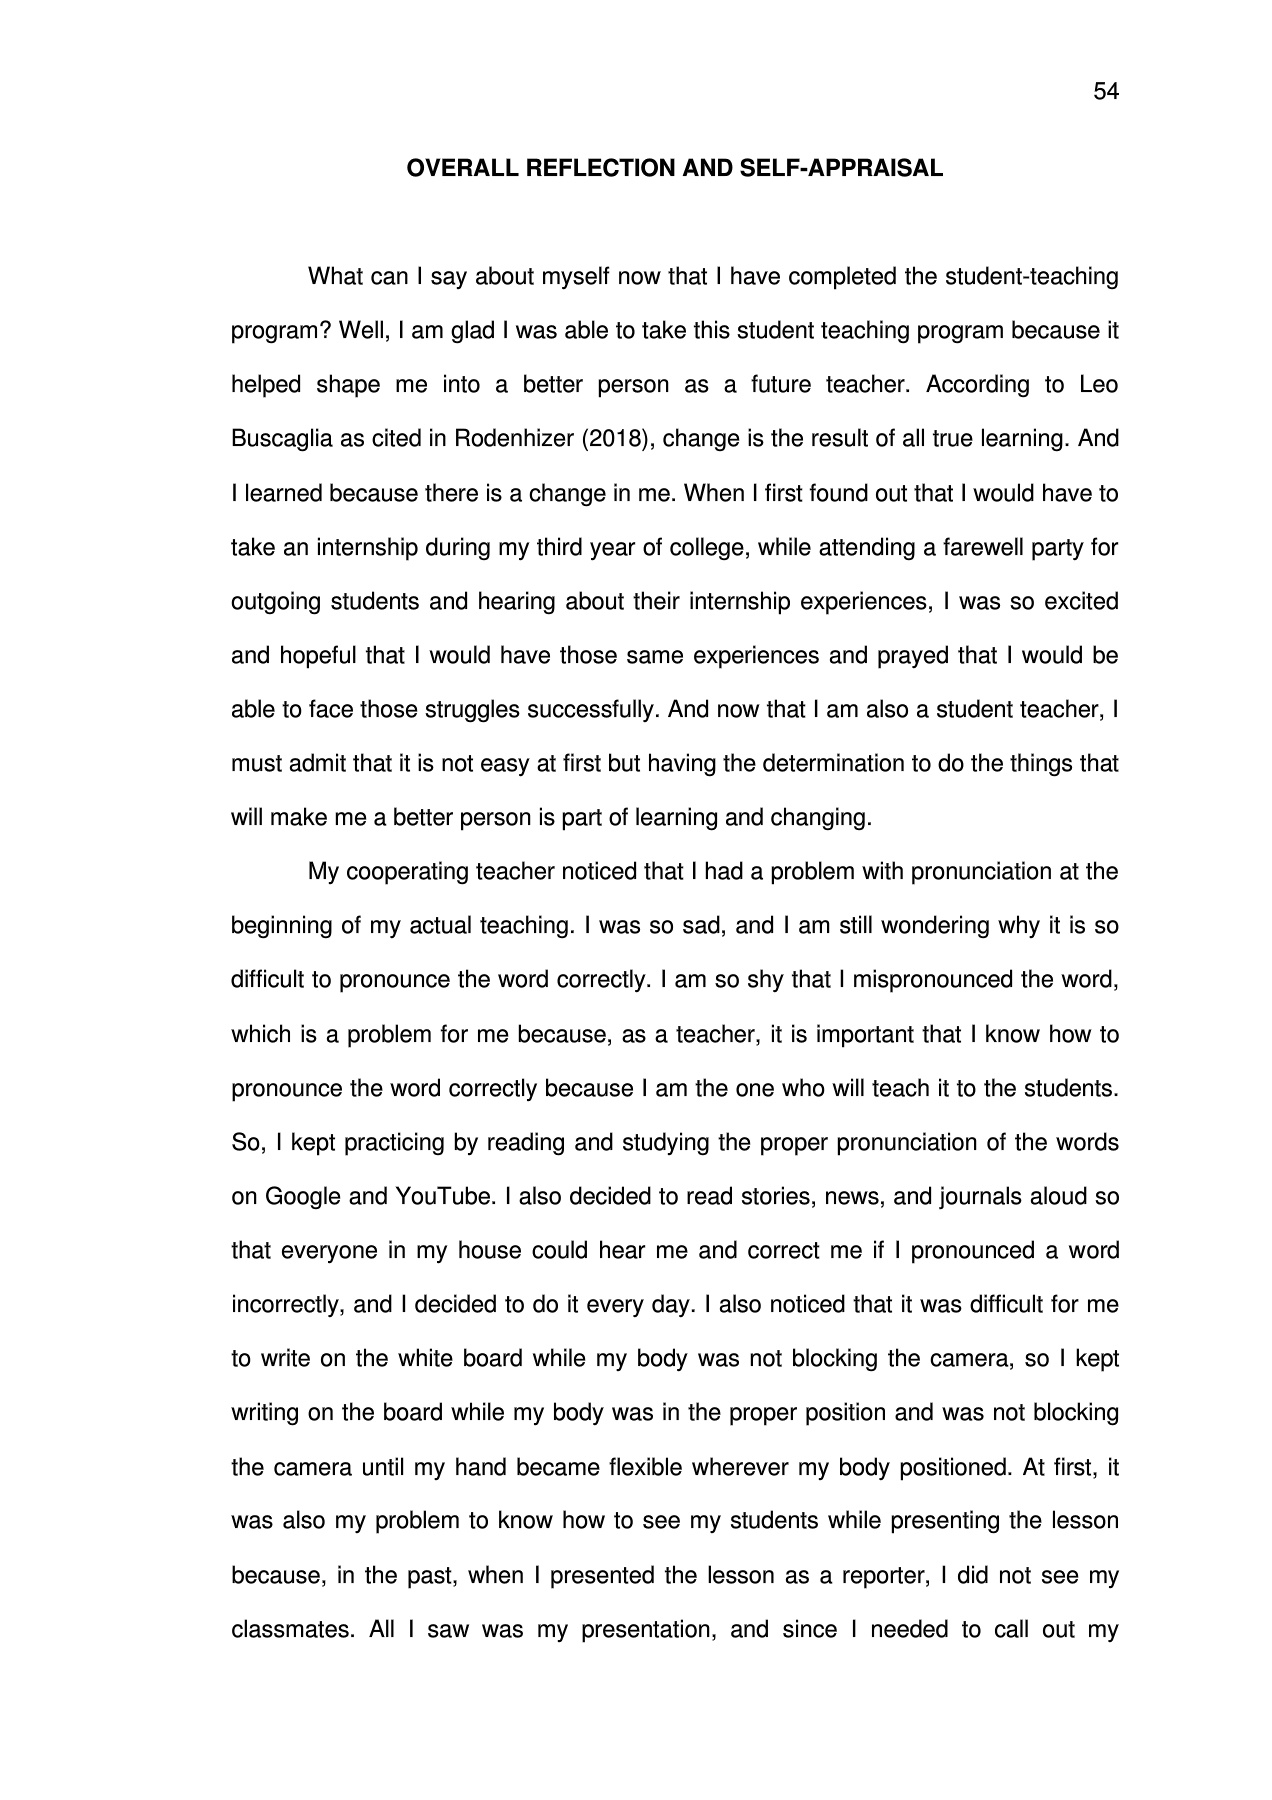 54
OVERALL REFLECTION AND SELF-APPRAISAL
What can I say about myself now that I have completed the student-teaching
program? Well, I am glad I was able to take this student teaching program because it
helped shape me into a better person as a future teacher. According to Leo
Buscaglia as cited in Rodenhizer (2018), change is the result of all true learning. And
I learned because there is a change in me. When I first found out that I would have to
take an internship during my third year of college, while attending a farewell party for
outgoing students and hearing about their internship experiences, I was so excited
and hopeful that I would have those same experiences and prayed that I would be
able to face those struggles successfully. And now that I am also a student teacher, I
must admit that it is not easy at first but having the determination to do the things that
will make me a better person is part of learning and changing.
My cooperating teacher noticed that I had a problem with pronunciation at the
beginning of my actual teaching. I was so sad, and I am still wondering why it is so
difficult to pronounce the word correctly. I am so shy that I mispronounced the word,
which is a problem for me because, as a teacher, it is important that I know how to
pronounce the word correctly because I am the one who will teach it to the students.
So, I kept practicing by reading and studying the proper pronunciation of the words
on Google and YouTube. I also decided to read stories, news, and journals aloud so
that everyone in my house could hear me and correct me if I pronounced a word
incorrectly, and I decided to do it every day. I also noticed that it was difficult for me
to write on the white board while my body was not blocking the camera, so I kept
writing on the board while my body was in the proper position and was not blocking
the camera until my hand became flexible wherever my body positioned. At first, it
was also my problem to know how to see my students while presenting the lesson
because, in the past, when I presented the lesson as a reporter, I did not see my
classmates. All I saw was my presentation, and since I needed to call out my